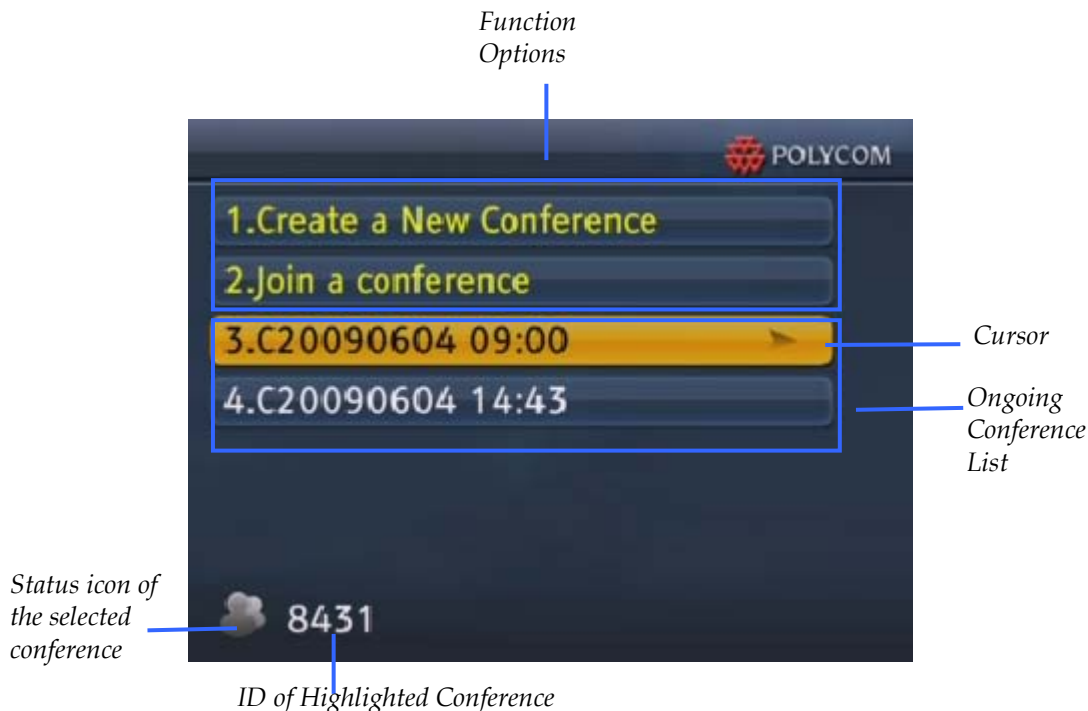 Function
Options
POLYCOM
1.Create a New Conference
2.Join a conference
3.C20090604 09:00
Cursor
4.C20090604 14:43
Ongoing
Conference
List
Status icon of
the selected
conference
8431
ID of Highlighted Conference